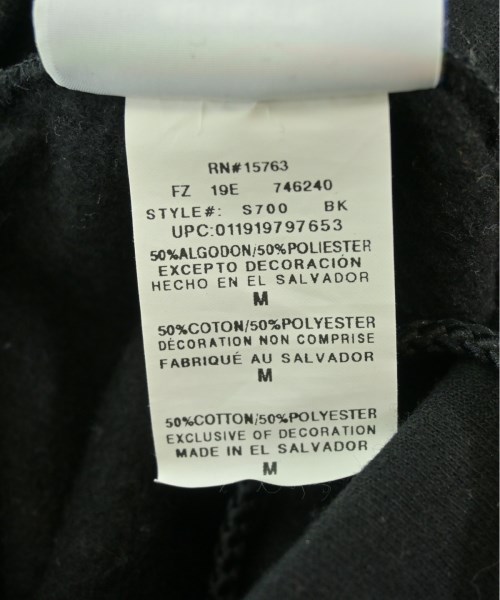 RN#15763
FZ 19E 746240
STYLE#: S700 BK
UPC:011919797653
50%ALGODON/50%POLIESTER
EXCEPTO DECORACIÓN
HECHO EN EL SALVADOR
M
50%COTON/50%POLYESTER
DÉCORATION NON COMPRISE
FABRIQUÉ AU SALVADOR
M
50%COTTON/50%POLYESTER
EXCLUSIVE OF DECORATION
MADE IN EL SALVADOR
M